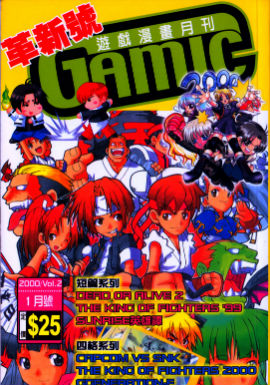 革新號
遊戲漫畫月刊
GAMIC
2000
2000/Vol.2
1月號
$25
短篇系列
DEAD OR ALIVE 2
THE KING OF FIGHTERS '99
四格系列
CAPCOM VS SNK
THE KING OF FIGHTERS 2000